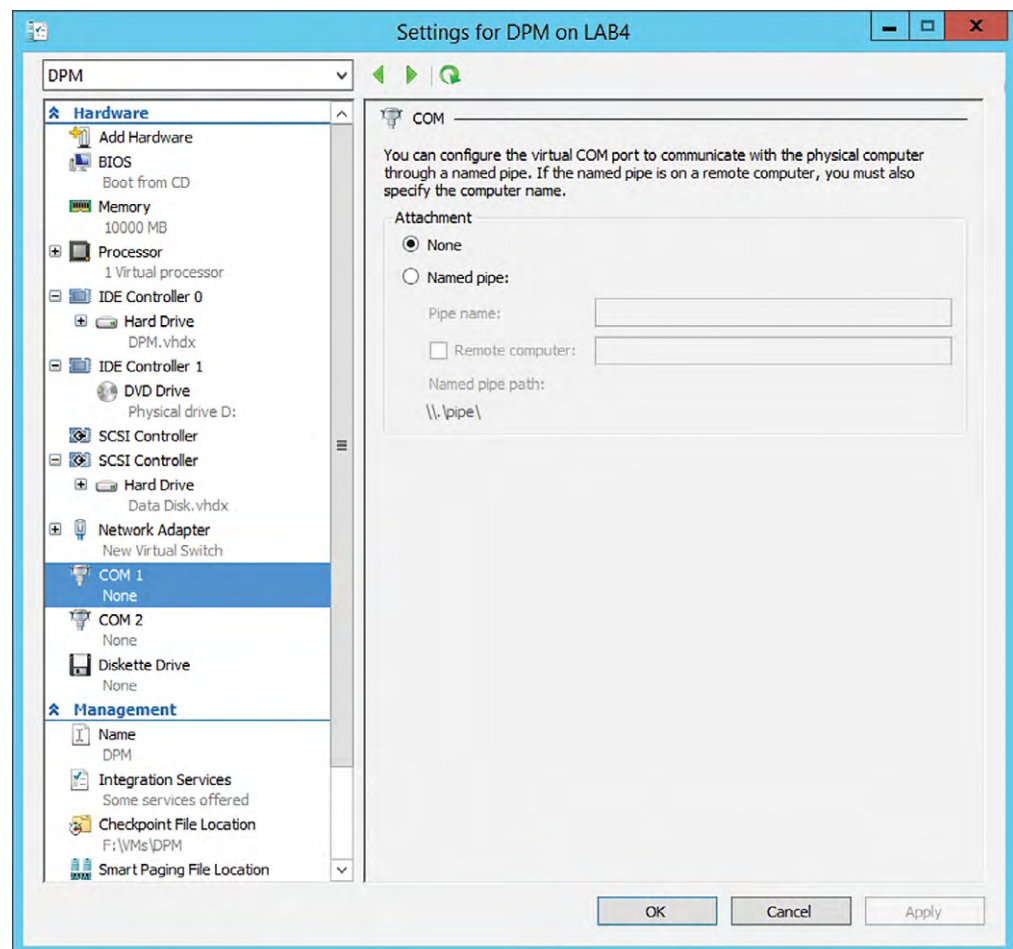 Settings for DPM on LAB4
DPM
Hardware
Add Hardware
BIOS
Boot from CD
Memory
10000 MB
Processor
1 Virtual processor
IDE Controller 0
Hard Drive
DPM.vhdx
IDE Controller 1
DVD Drive
Physical drive D:
SCSI Controller
SCSI Controller
Hard Drive
Data Disk.vhdx
Network Adapter
New Virtual Switch
COM 1
None
COM 2
None
Diskette Drive
None
Management
Name
DPM
Integration Services
Some services offered
Checkpoint File Location
F:\VMs\DPM
Smart Paging File Location
COM
You can configure the virtual COM port to communicate with the physical computer
through a named pipe. If the named pipe is on a remote computer, you must also
specify the computer name.
Attachment
None
Named pipe:
Pipe name:
Remote computer:
Named pipe path:
\\.\pipe\
OK
Cancel
Apply